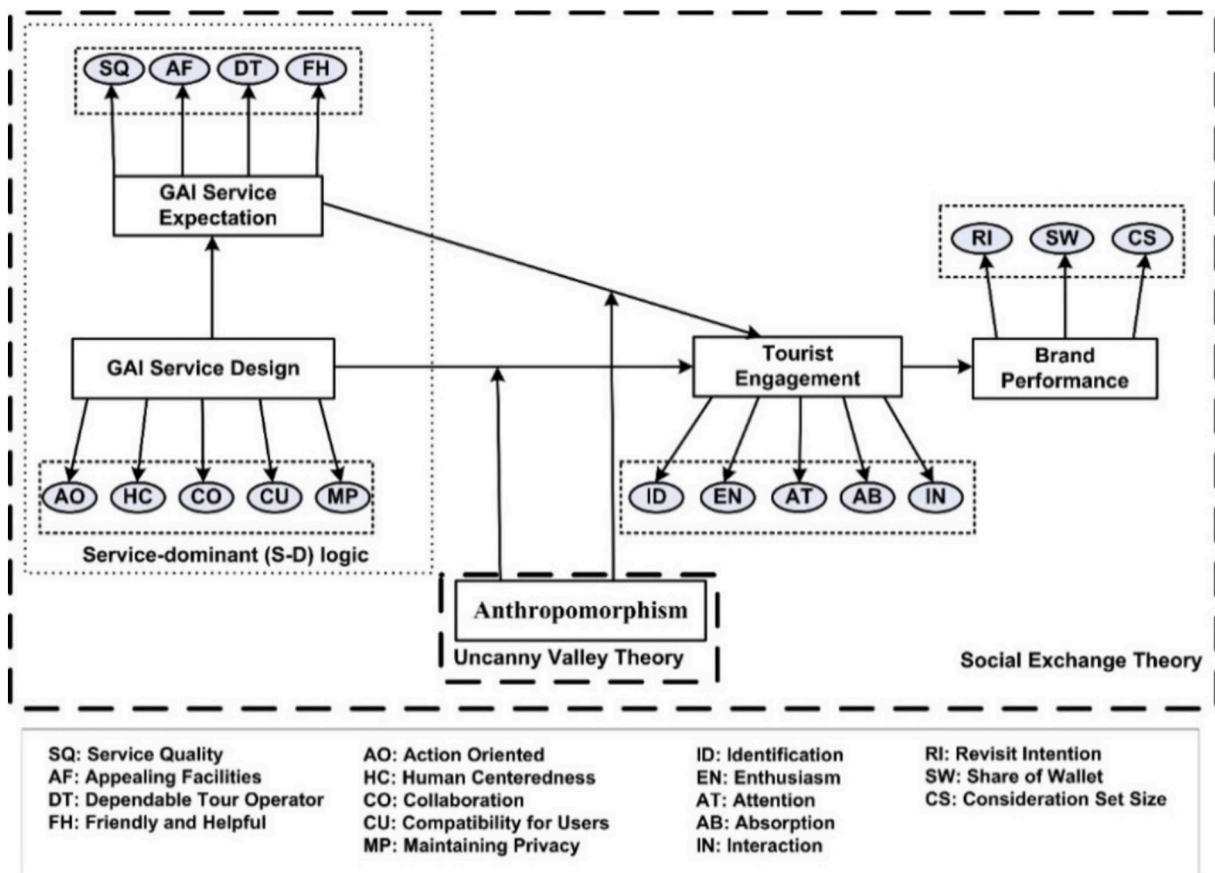 SQ AF DT FH
GAI Service
Expectation
RI SW CS
GAI Service Design
Tourist
Engagement
Brand
Performance
AO HC CO CU MP
ID EN AT AB IN
Service-dominant (S-D) logic
Anthropomorphism
Uncanny Valley Theory
Social Exchange Theory
SQ: Service Quality
AF: Appealing Facilities
DT: Dependable Tour Operator
FH: Friendly and Helpful
AO: Action Oriented
HC: Human Centeredness
CO: Collaboration
CU: Compatibility for Users
MP: Maintaining Privacy
ID: Identification
EN: Enthusiasm
AT: Attention
AB: Absorption
IN: Interaction
RI: Revisit Intention
SW: Share of Wallet
CS: Consideration Set Size